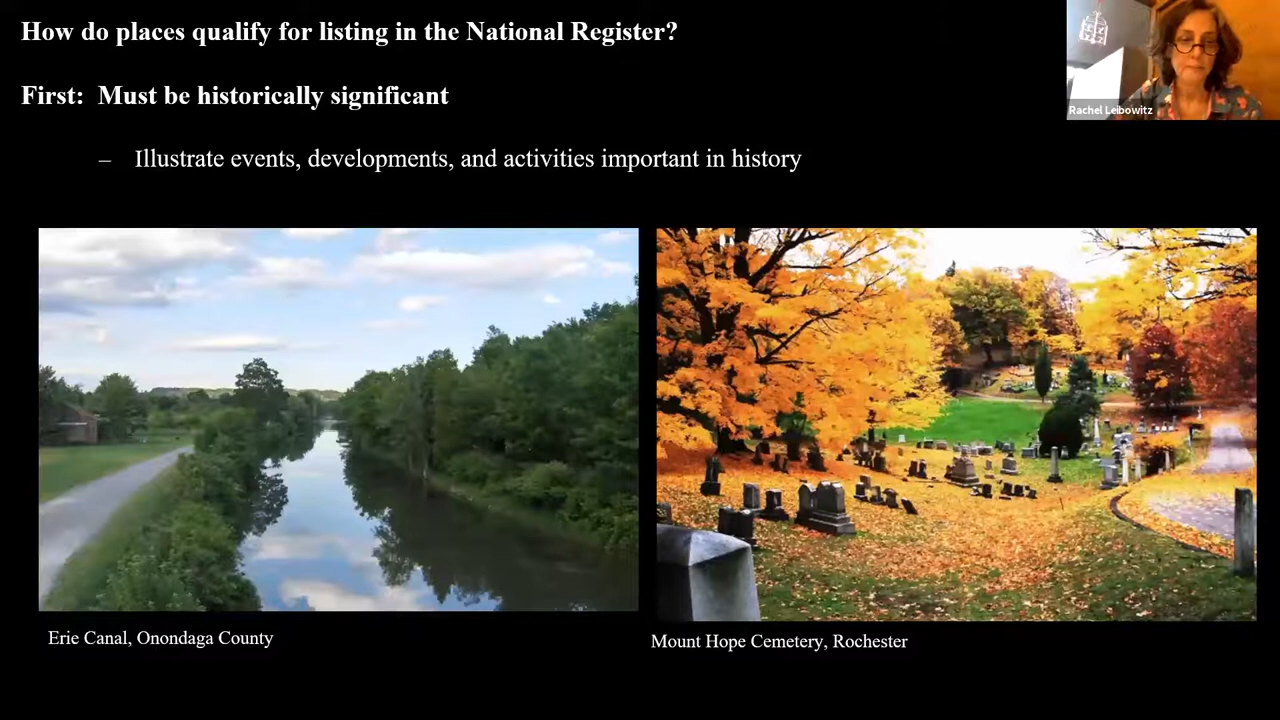 How do places qualify for listing in the National Register?
First: Must be historically significant
– Illustrate events, developments, and activities important in history
Rachel Leibowitz
Erie Canal, Onondaga County
Mount Hope Cemetery, Rochester